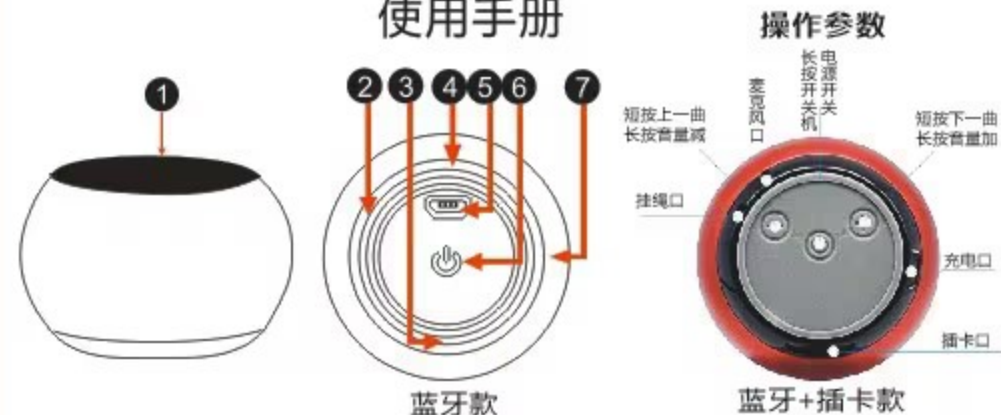 使用手册
操作参数
1
2 3 4 5 6 7
麦克风口
长按开关机
电源开关
短按上一曲
长按音量减
短按下一曲
长按音量加
挂绳口
充电口
插卡口
蓝牙款
蓝牙+插卡款